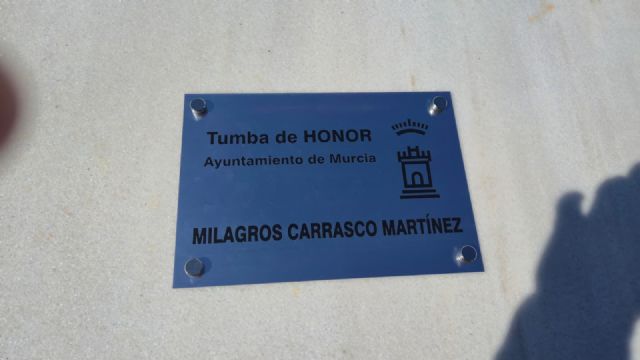 Tumba de HONOR
Ayuntamiento de Murcia
MILAGROS CARRASCO MARTÍNEZ